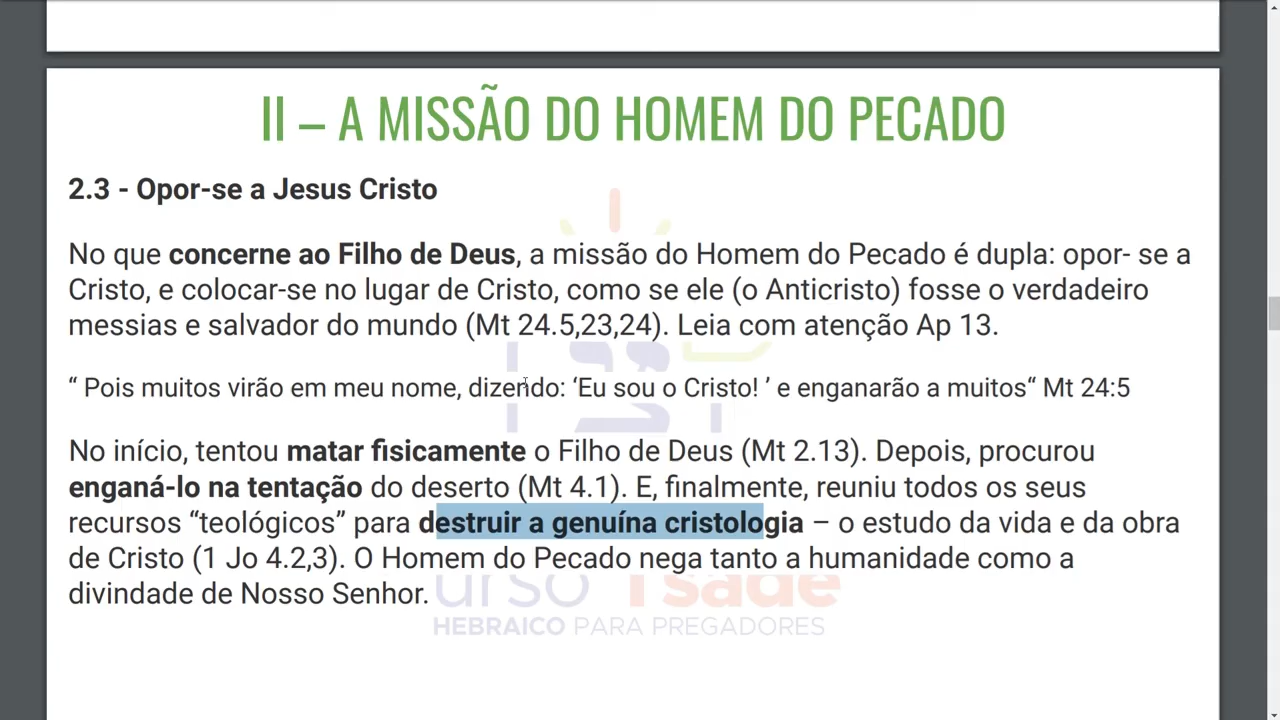 II – A MISSÃO DO HOMEM DO PECADO
2.3 - Opor-se a Jesus Cristo
No que concerne ao Filho de Deus, a missão do Homem do Pecado é dupla: opor- se a
Cristo, e colocar-se no lugar de Cristo, como se ele (o Anticristo) fosse o verdadeiro
messias e salvador do mundo (Mt 24.5,23,24). Leia com atenção Ap 13.
“ Pois muitos virão em meu nome, dizendo: ‘Eu sou o Cristo! ’ e enganarão a muitos“ Mt 24:5
No início, tentou matar fisicamente o Filho de Deus (Mt 2.13). Depois, procurou
enganá-lo na tentação do deserto (Mt 4.1). E, finalmente, reuniu todos os seus
recursos “teológicos” para destruir a genuína cristologia – o estudo da vida e da obra
de Cristo (1 Jo 4.2,3). O Homem do Pecado nega tanto a humanidade como a
divindade de Nosso Senhor.
urso Tsade
HEBRAICO PARA PREGADORES